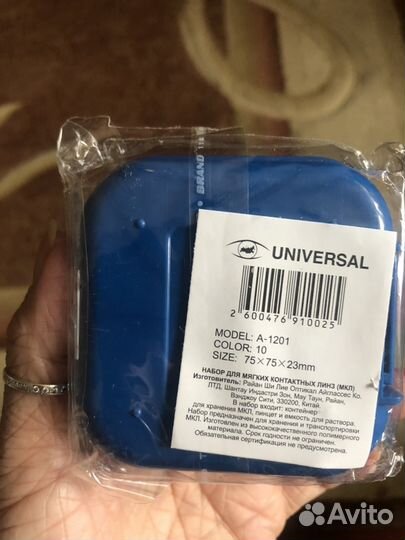 BRAND
UNIVERSAL
2 600476 910025
MODEL: A-1201
COLOR: 10
SIZE: 75×75×23mm
НАБОР ДЛЯ МЯГКИХ КОНТАКТНЫХ ЛИНЗ (МКЛ)
Изготовитель: Райан Ши Лие Оптикал Айглассес Ко.
ЛТД, Шантау Индастри Зон, Мау Таун, Райан,
Вэнджоу Сити, 330200, Китай.
В набор входит: контейнер
для хранения МКЛ, пинцет и емкость для раствора.
Набор предназначен для хранения и транспортировки
МКЛ. Изготовлен из высококачественного полимерного
материала. Срок годности не ограничен.
Обязательная сертификация не предусмотрена.
Avito